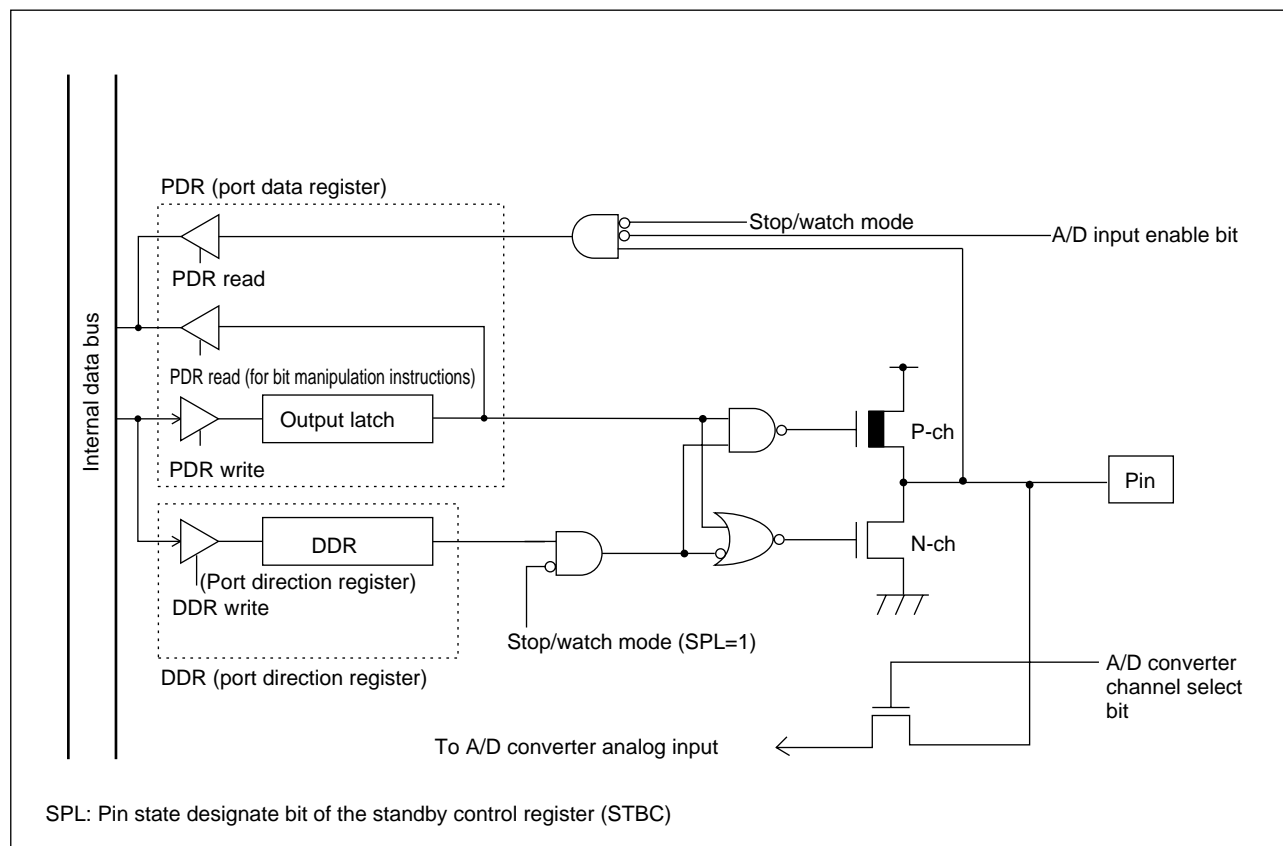 PDR (port data register)
Stop/watch mode
A/D input enable bit
PDR read
PDR read (for bit manipulation instructions)
Internal data bus
Output latch
P-ch
PDR write
Pin
DDR
N-ch
(Port direction register)
DDR write
Stop/watch mode (SPL=1)
DDR (port direction register)
A/D converter
channel select
bit
To A/D converter analog input
SPL: Pin state designate bit of the standby control register (STBC)